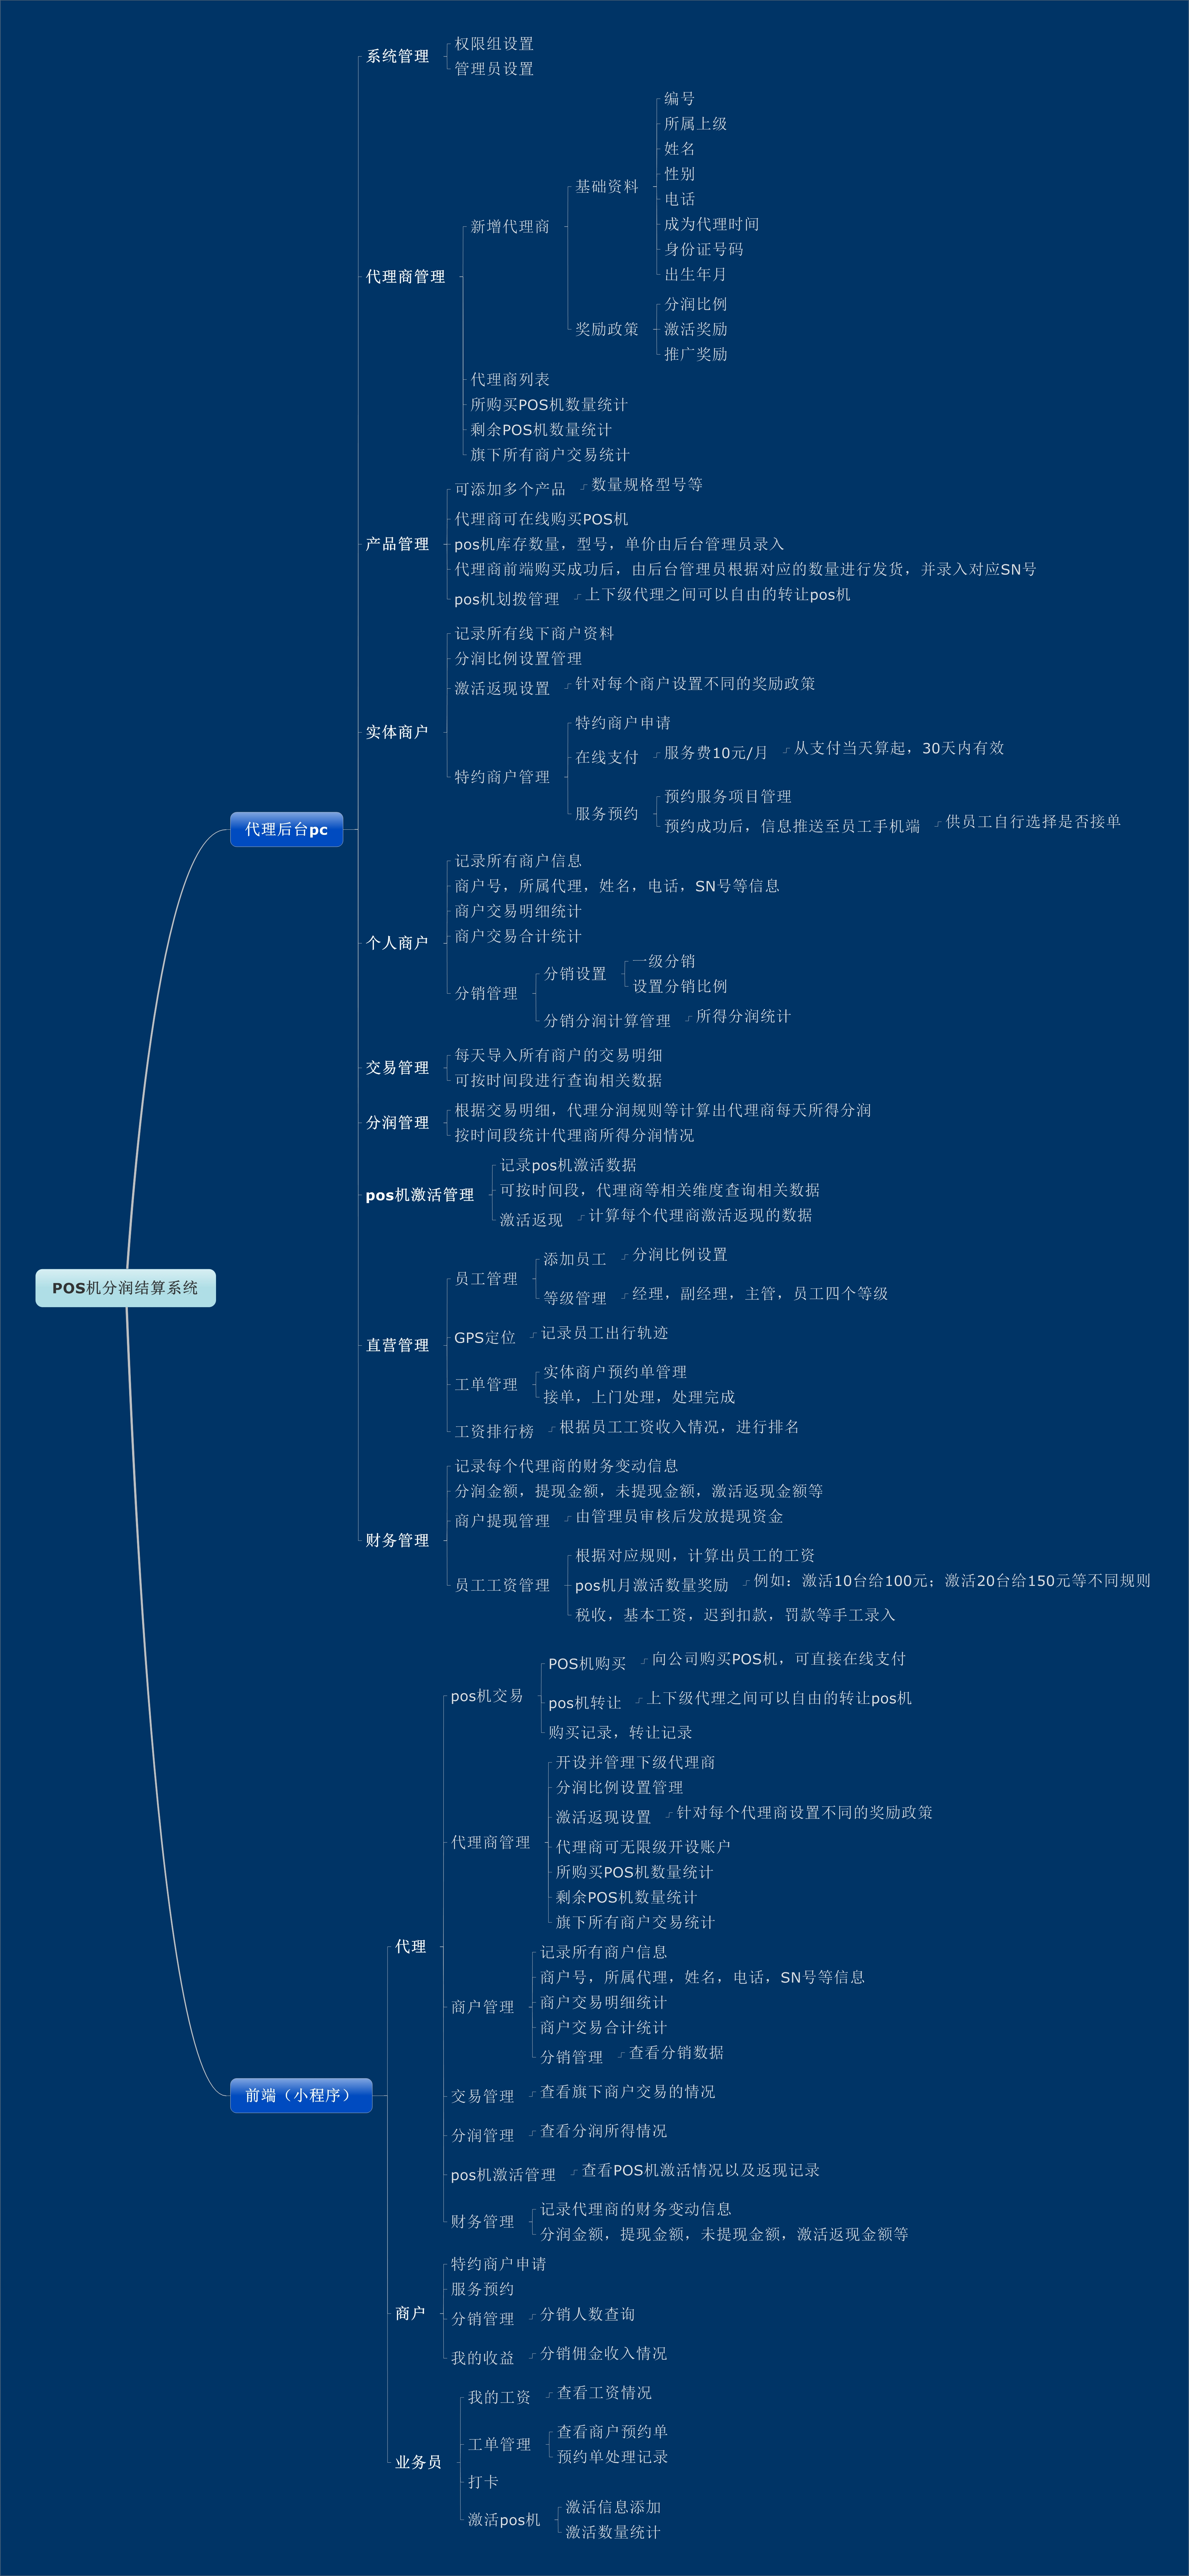 POS机分润结算系统
代理后台pc
系统管理
权限组设置
管理员设置
代理商管理
新增代理商
基础资料
编号
所属上级
姓名
性别
电话
成为代理时间
身份证号码
出生年月
奖励政策
分润比例
激活奖励
推广奖励
代理商列表
所购买POS机数量统计
剩余POS机数量统计
旗下所有商户交易统计
产品管理
可添加多个产品
数量规格型号等
代理商可在线购买POS机
pos机库存数量，型号，单价由后台管理员录入
代理商前端购买成功后，由后台管理员根据对应的数量进行发货，并录入对应SN号
pos机划拨管理
上下级代理之间可以自由的转让pos机
实体商户
记录所有线下商户资料
分润比例设置管理
激活返现设置
针对每个商户设置不同的奖励政策
特约商户管理
特约商户申请
在线支付
服务费10元/月
从支付当天算起，30天内有效
服务预约
预约服务项目管理
预约成功后，信息推送至员工手机端
供员工自行选择是否接单
个人商户
记录所有商户信息
商户号，所属代理，姓名，电话，SN号等信息
商户交易明细统计
商户交易合计统计
分销管理
分销设置
一级分销
设置分销比例
分销分润计算管理
所得分润统计
交易管理
每天导入所有商户的交易明细
可按时间段进行查询相关数据
分润管理
根据交易明细，代理分润规则等计算出代理商每天所得分润
按时间段统计代理商所得分润情况
pos机激活管理
记录pos机激活数据
可按时间段，代理商等相关维度查询相关数据
激活返现
计算每个代理商激活返现的数据
直营管理
员工管理
添加员工
分润比例设置
等级管理
经理，副经理，主管，员工四个等级
GPS定位
记录员工出行轨迹
工单管理
实体商户预约单管理
接单，上门处理，处理完成
工资排行榜
根据员工工资收入情况，进行排名
财务管理
记录每个代理商的财务变动信息
分润金额，提现金额，未提现金额，激活返现金额等
商户提现管理
由管理员审核后发放提现资金
员工工资管理
根据对应规则，计算出员工的工资
pos机月激活数量奖励
例如：激活10台给100元；激活20台给150元等不同规则
税收，基本工资，迟到扣款，罚款等手工录入
前端（小程序）
代理
pos机交易
POS机购买
向公司购买POS机，可直接在线支付
pos机转让
上下级代理之间可以自由的转让pos机
购买记录，转让记录
代理商管理
开设并管理下级代理商
分润比例设置管理
激活返现设置
针对每个代理商设置不同的奖励政策
代理商可无限级开设账户
所购买POS机数量统计
剩余POS机数量统计
旗下所有商户交易统计
商户管理
记录所有商户信息
商户号，所属代理，姓名，电话，SN号等信息
商户交易明细统计
商户交易合计统计
分销管理
查看分销数据
交易管理
查看旗下商户交易的情况
分润管理
查看分润所得情况
pos机激活管理
查看POS机激活情况以及返现记录
财务管理
记录代理商的财务变动信息
分润金额，提现金额，未提现金额，激活返现金额等
商户
特约商户申请
服务预约
分销管理
分销人数查询
我的收益
分销佣金收入情况
业务员
我的工资
查看工资情况
工单管理
查看商户预约单
预约单处理记录
打卡
激活pos机
激活信息添加
激活数量统计